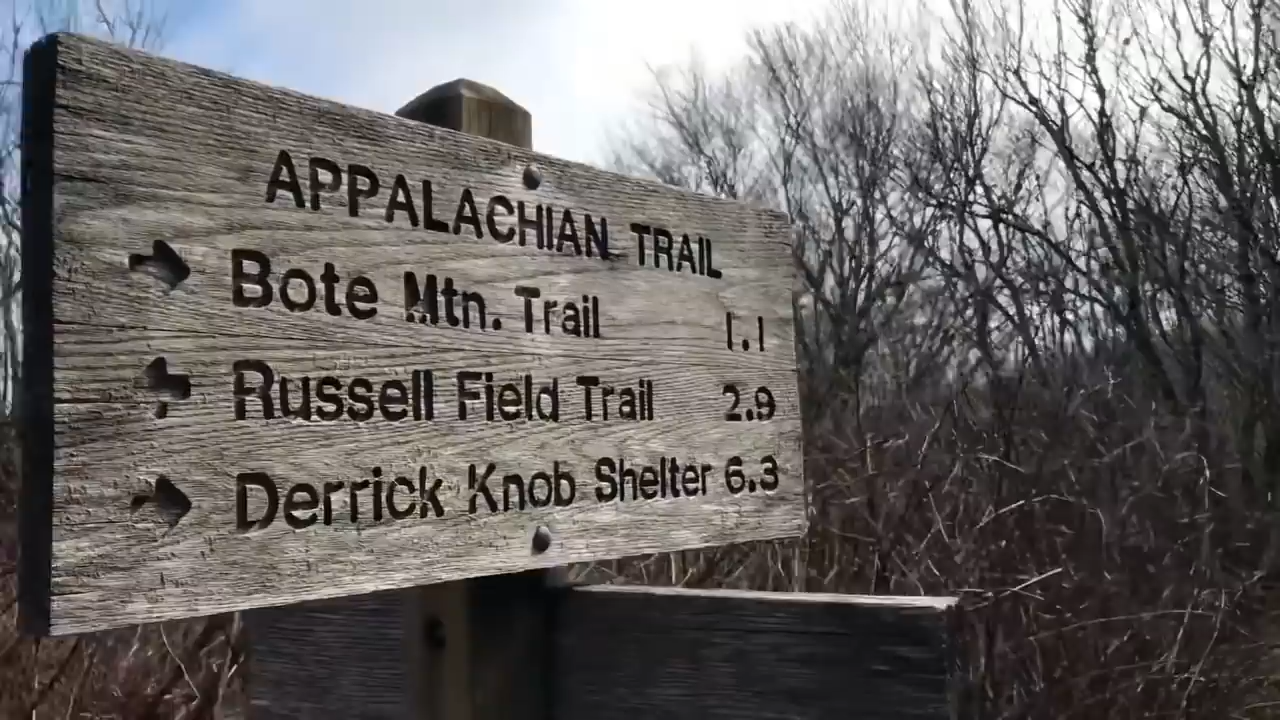 APPALACHIAN TRAIL
Bote Mtn. Trail 1.1
Russell Field Trail 2.9
Derrick Knob Shelter 6.3